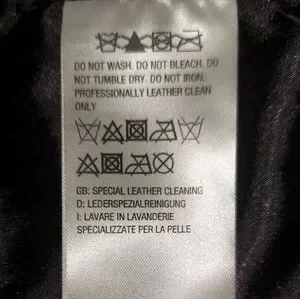 DO NOT WASH. DO NOT BLEACH. DO
NOT TUMBLE DRY. DO NOT IRON.
PROFESSIONALLY LEATHER CLEAN
ONLY
GB: SPECIAL LEATHER CLEANING
D: LEDERSPEZIALREINIGUNG
I: LAVARE IN LAVANDERIE
SPECIALIZZATE PER LA PELLE